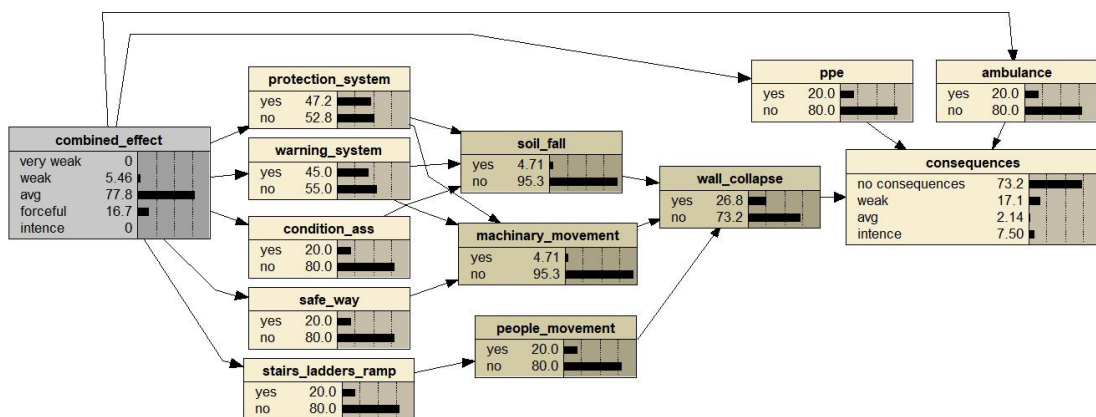 protection_system
yes 47.2
no 52.8
ppe
yes 20.0
no 80.0
ambulance
yes 20.0
no 80.0
combined_effect
very weak 0
weak 5.46
avg 77.8
forceful 16.7
intence 0
warning_system
yes 45.0
no 55.0
soil_fall
yes 4.71
no 95.3
wall_collapse
yes 26.8
no 73.2
consequences
no consequences 73.2
weak 17.1
avg 2.14
intence 7.50
condition_ass
yes 20.0
no 80.0
machinary_movement
yes 4.71
no 95.3
safe_way
yes 20.0
no 80.0
people_movement
yes 20.0
no 80.0
stairs_ladders_ramp
yes 20.0
no 80.0